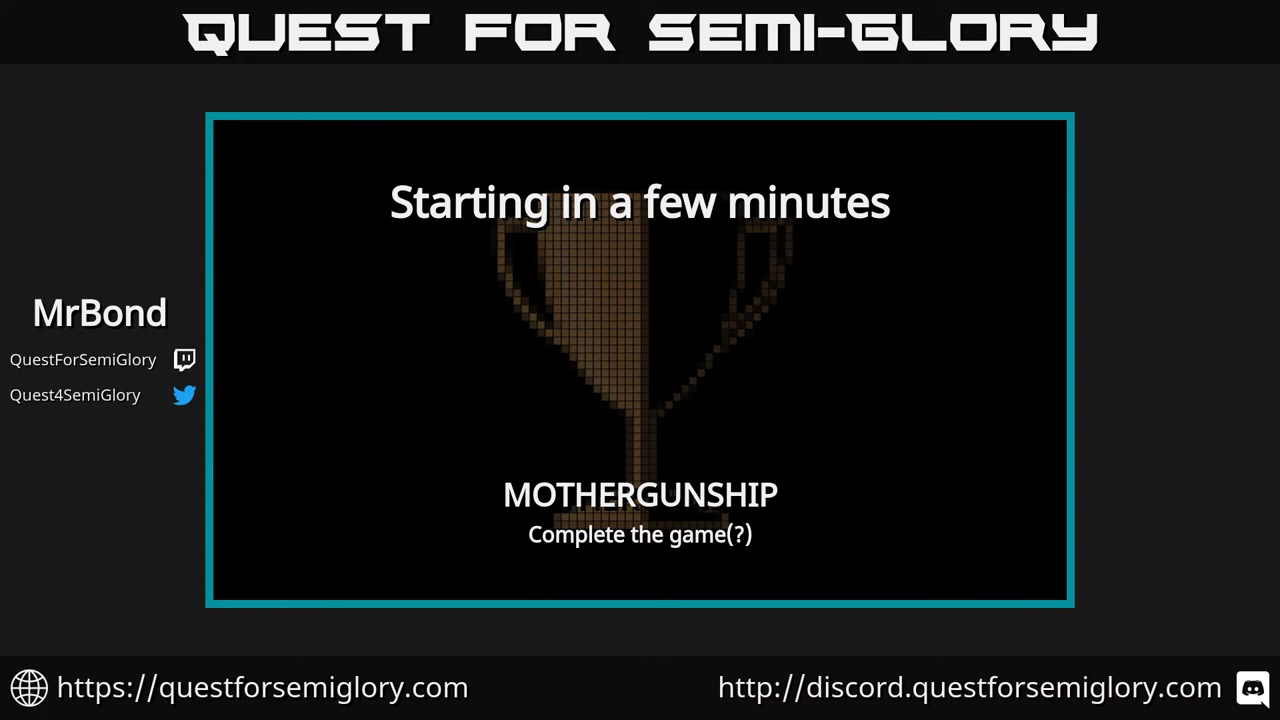 QUEST FOR SEMI-GLORY
Starting in a few minutes
MrBond
QuestForSemiGlory
Quest4SemiGlory
MOTHERGUNSHIP
Complete the game(?)
https://questforsemiglory.com
http://discord.questforsemiglory.com